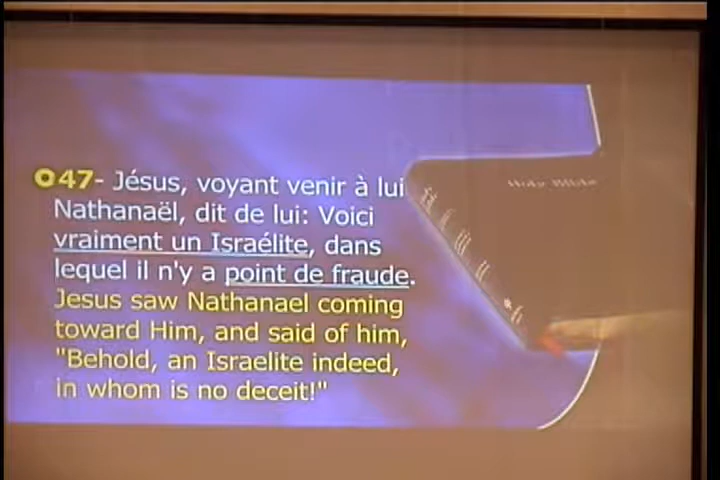 O47- Jésus, voyant venir à lui
Nathanaël, dit de lui: Voici
vraiment un Israélite, dans
lequel il n'y a point de fraude.
Jesus saw Nathanael coming
toward Him, and said of him,
"Behold, an Israelite indeed,
in whom is no deceit!"
Holy Bible